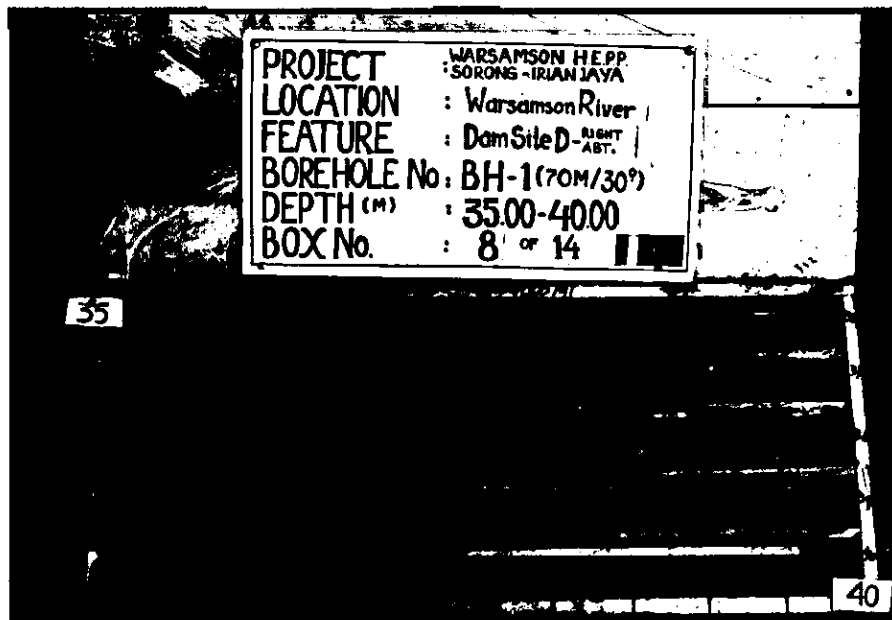 PROJECT : WARSAMSON H.E.P.P.
: SORONG - IRIAN JAYA
LOCATION : Warsamson River
FEATURE : Dam Site D - RIGHT ABT.
BOREHOLE No : BH-1 (70M/30°)
DEPTH (M) : 35.00-40.00
BOX No. : 8 OF 14
35
40